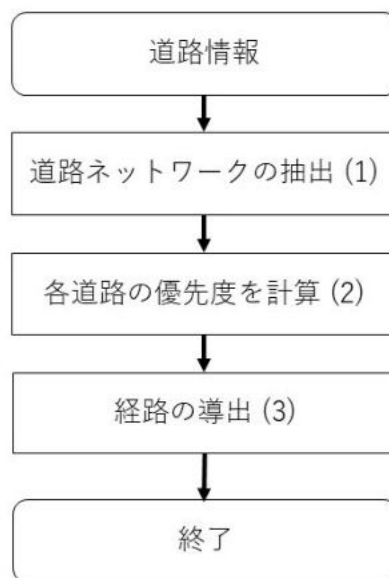 道路情報
道路ネットワークの抽出 (1)
各道路の優先度を計算 (2)
経路の導出 (3)
終了